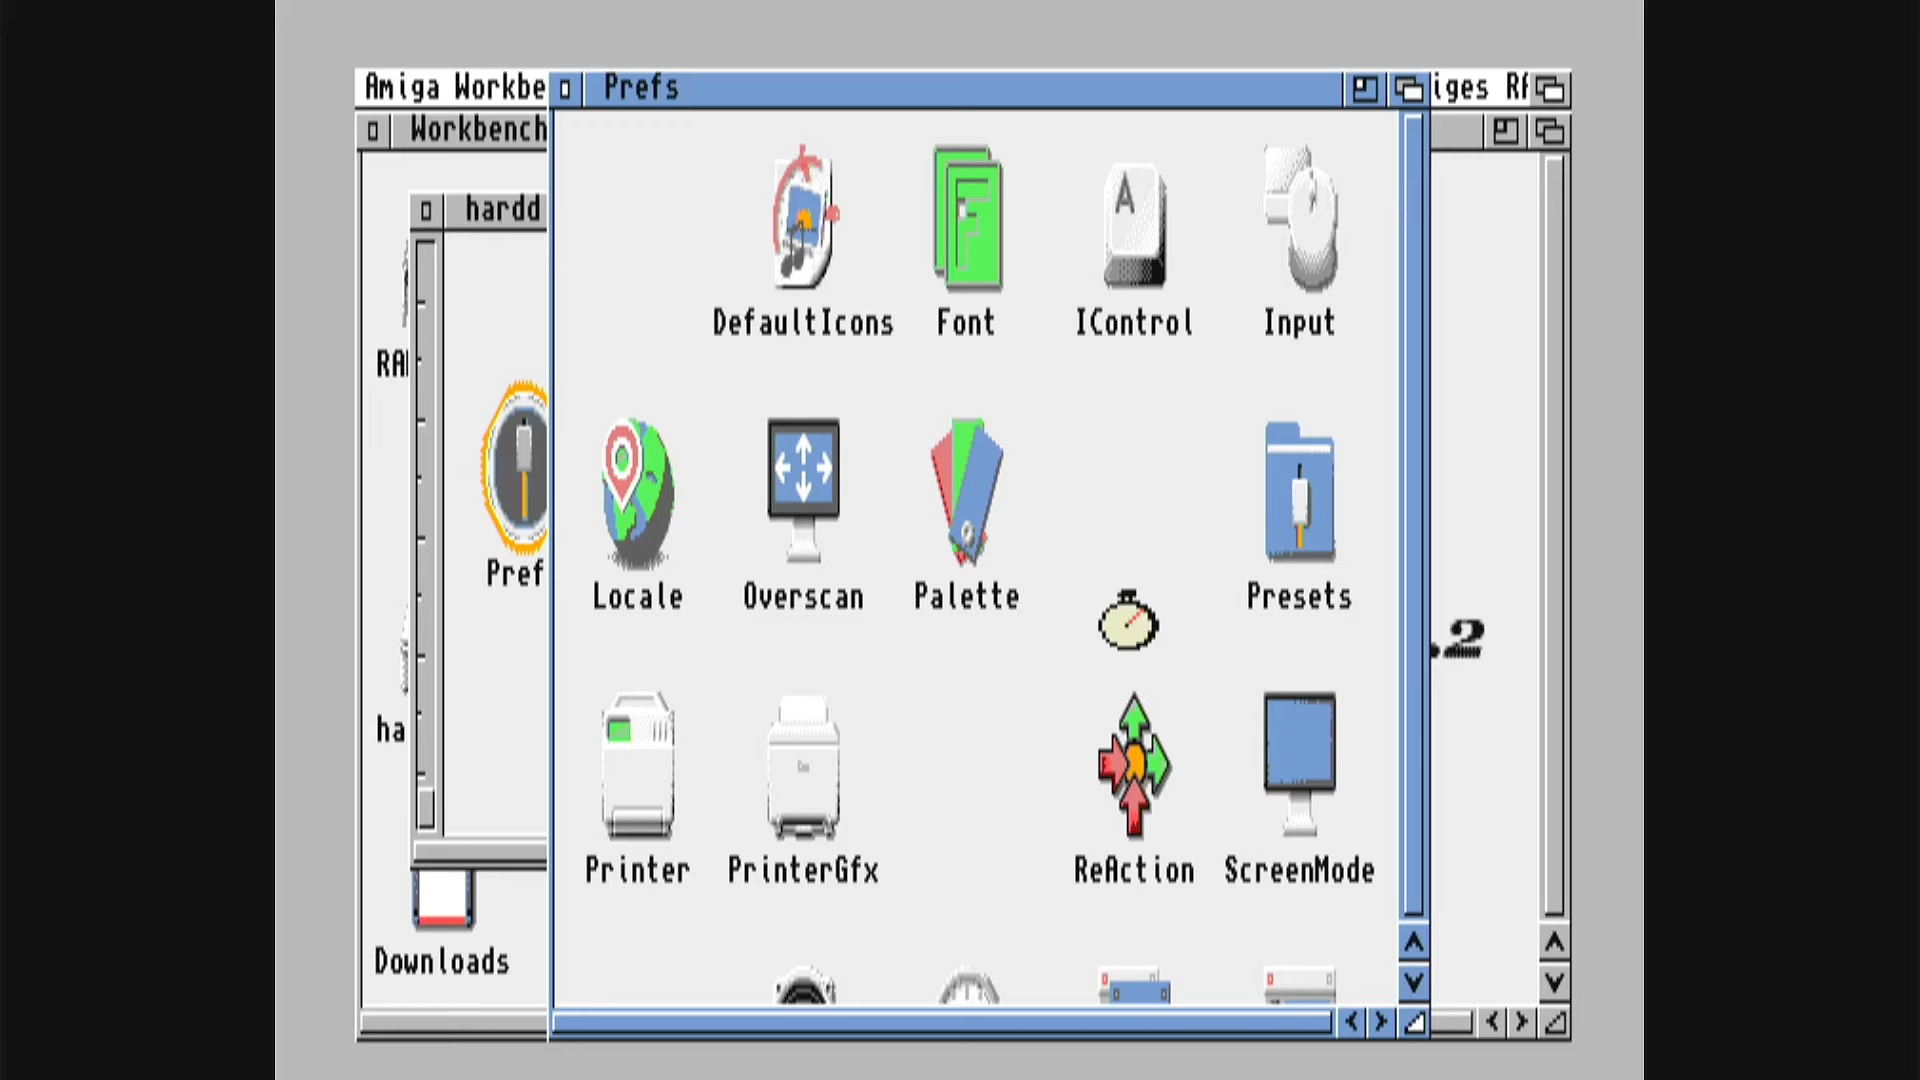 Amiga Workbe
Prefs
iges
Workbench
hardd
DefaultIcons
Font
IControl
A
Input
RA
Pref
Locale
Overscan
Palette
Presets
.2
ha
Printer
PrinterGfx
ReAction
ScreenMode
Downloads